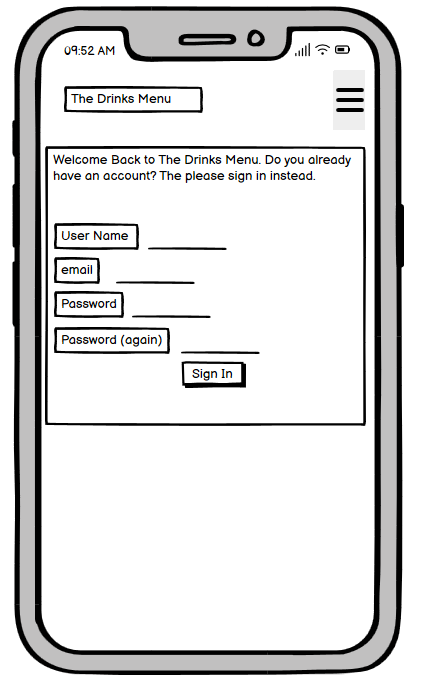 09:52 AM
The Drinks Menu
Welcome Back to The Drinks Menu. Do you already
have an account? The please sign in instead.
User Name
email
Password
Password (again)
Sign In